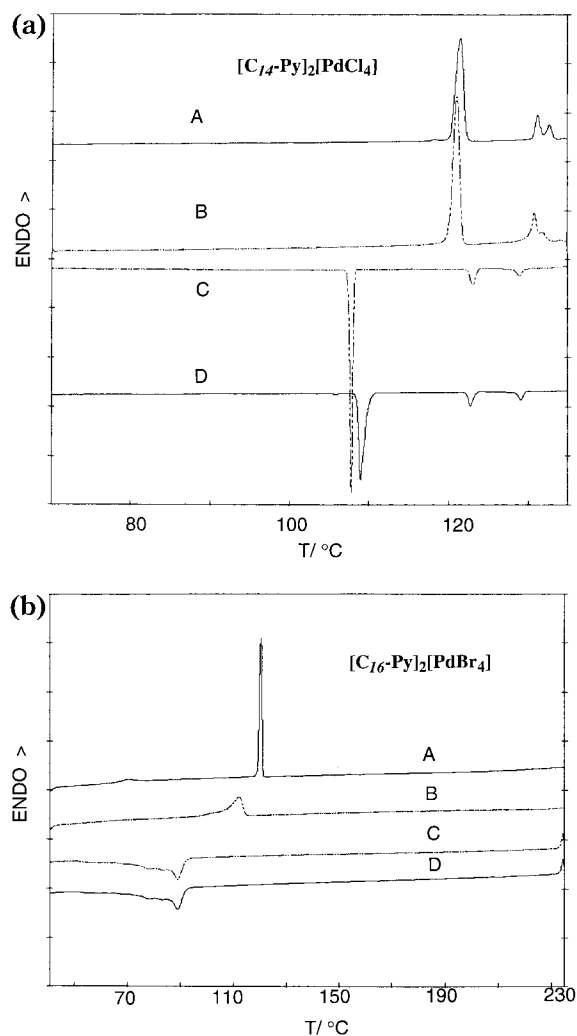 (a)
[C14-Py]2[PdCl4]
A
B
C
D
ENDO >
80 100 120
T/ °C
(b)
[C16-Py]2[PdBr4]
A
B
C
D
ENDO >
70 110 150 190 230
T/ °C